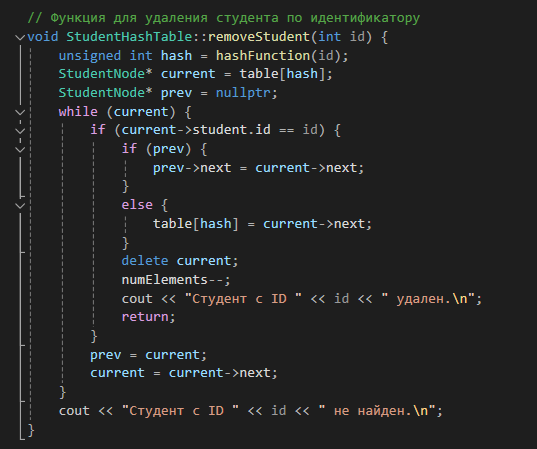 // Функция для удаления студента по идентификатору
void StudentHashTable::removeStudent(int id) {
    unsigned int hash = hashFunction(id);
    StudentNode* current = table[hash];
    StudentNode* prev = nullptr;
    while (current) {
        if (current->student.id == id) {
            if (prev) {
                prev->next = current->next;
            }
            else {
                table[hash] = current->next;
            }
            delete current;
            numElements--;
            cout << "Студент с ID " << id << " удален.\n";
            return;
        }
        prev = current;
        current = current->next;
    }
    cout << "Студент с ID " << id << " не найден.\n";
}